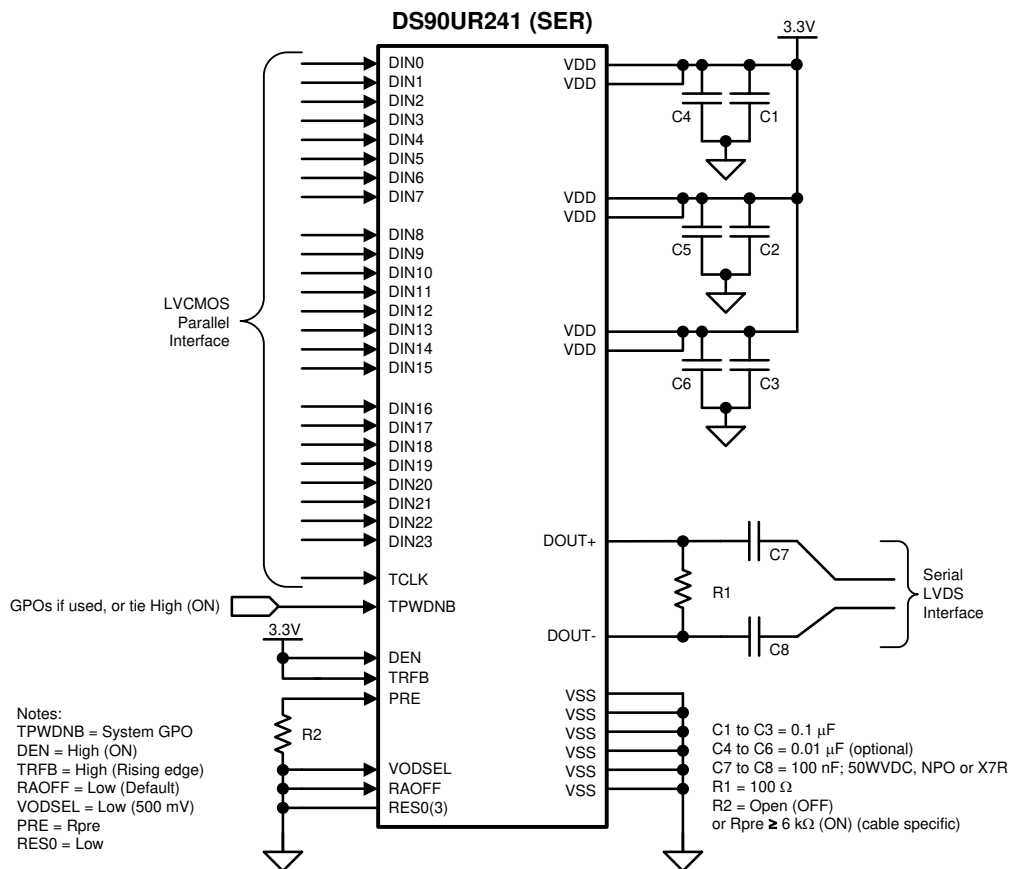 DS90UR241 (SER)
3.3V
DIN0
DIN1
DIN2
DIN3
DIN4
DIN5
DIN6
DIN7
DIN8
DIN9
DIN10
DIN11
DIN12
DIN13
DIN14
DIN15
DIN16
DIN17
DIN18
DIN19
DIN20
DIN21
DIN22
DIN23
TCLK
TPWDNB
DEN
TRFB
PRE
VODSEL
RAOFF
RES0(3)
LVCMOS
Parallel
Interface
GPOs if used, or tie High (ON)
3.3V
R2
VDD
VDD
C4
C1
VDD
VDD
C5
C2
VDD
VDD
C6
C3
DOUT+
C7
R1
DOUT-
C8
Serial
LVDS
Interface
VSS
VSS
VSS
VSS
VSS
VSS
Notes:
TPWDNB = System GPO
DEN = High (ON)
TRFB = High (Rising edge)
RAOFF = Low (Default)
VODSEL = Low (500 mV)
PRE = Rpre
RES0 = Low
C1 to C3 = 0.1 μF
C4 to C6 = 0.01 μF (optional)
C7 to C8 = 100 nF; 50WVDC, NPO or X7R
R1 = 100 Ω
R2 = Open (OFF)
or Rpre ≥ 6 kΩ (ON) (cable specific)